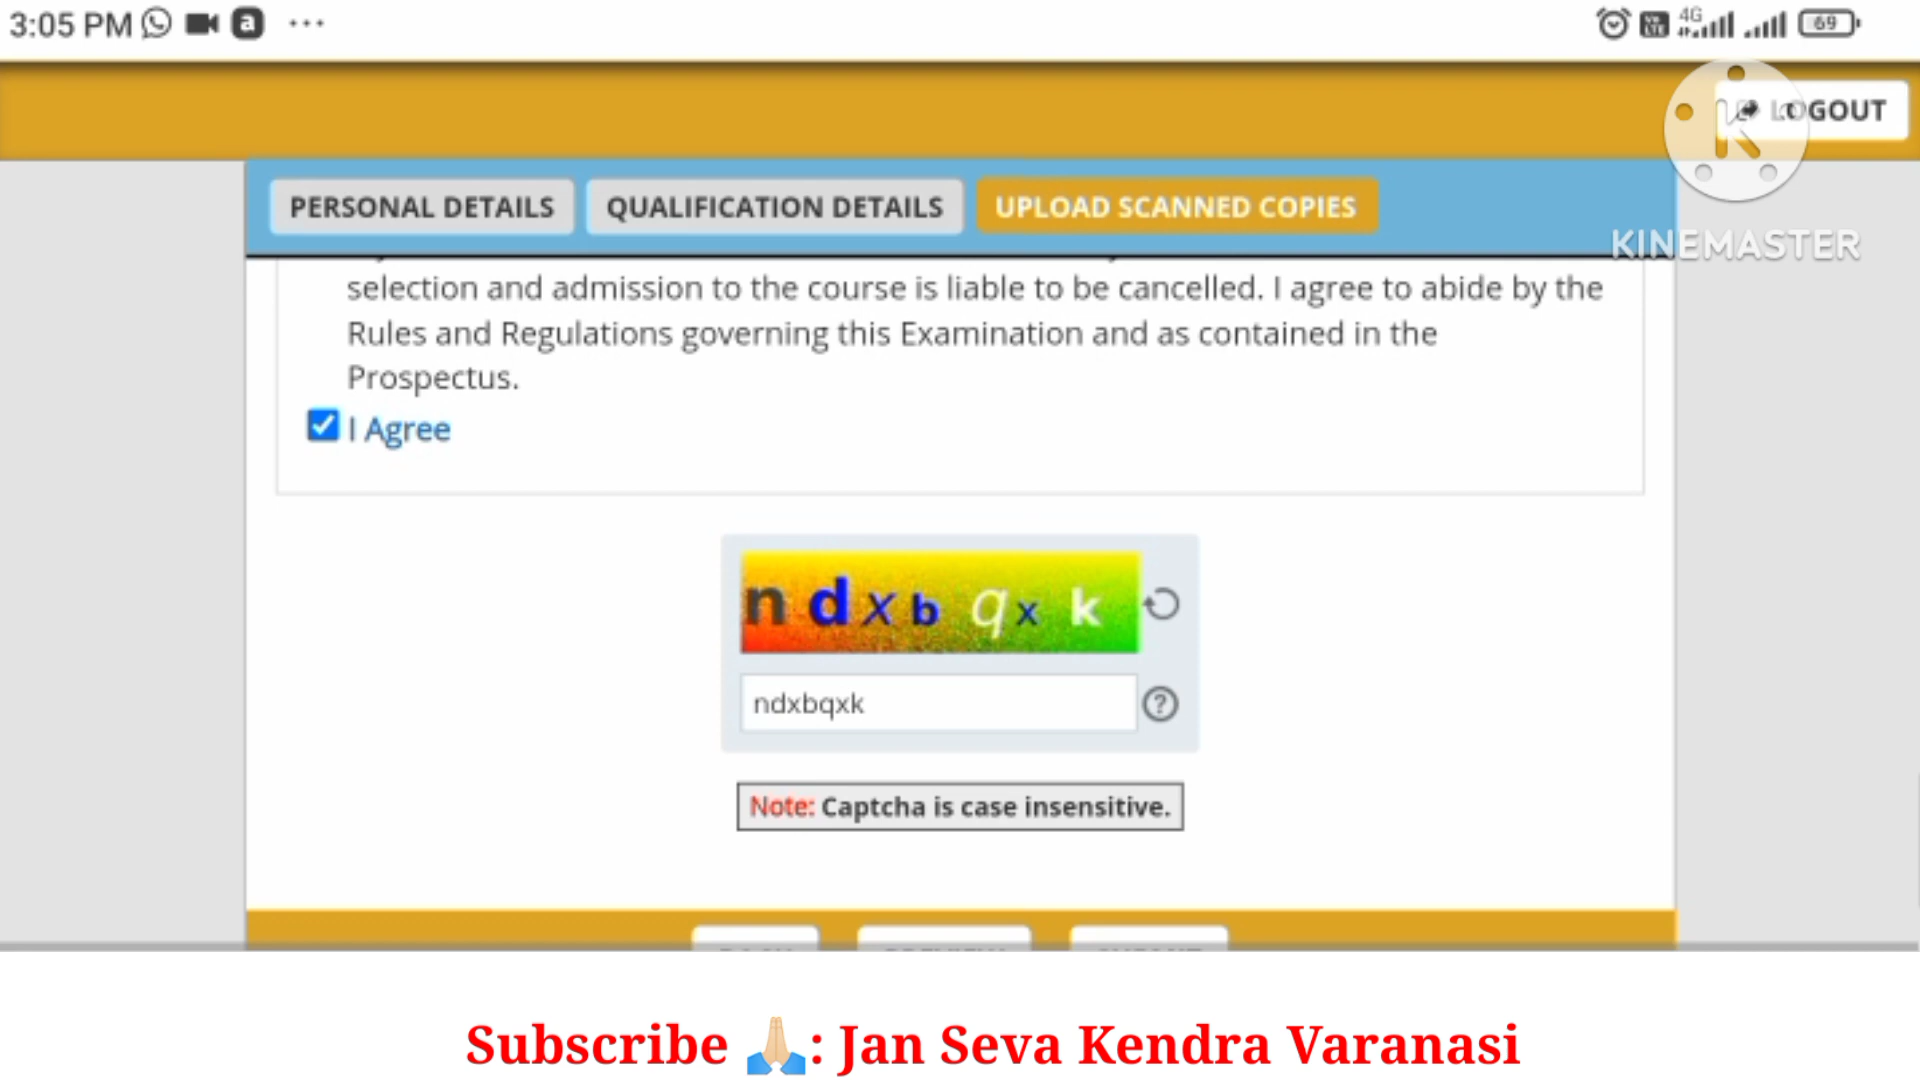 3:05 PM a ... 4G 69
LOGOUT
PERSONAL DETAILS QUALIFICATION DETAILS UPLOAD SCANNED COPIES
KINEMASTER
selection and admission to the course is liable to be cancelled. I agree to abide by the
Rules and Regulations governing this Examination and as contained in the
Prospectus.
I Agree
n d x b q x k
ndxbqxk ?
Note: Captcha is case insensitive.
Subscribe 🙏🏻: Jan Seva Kendra Varanasi